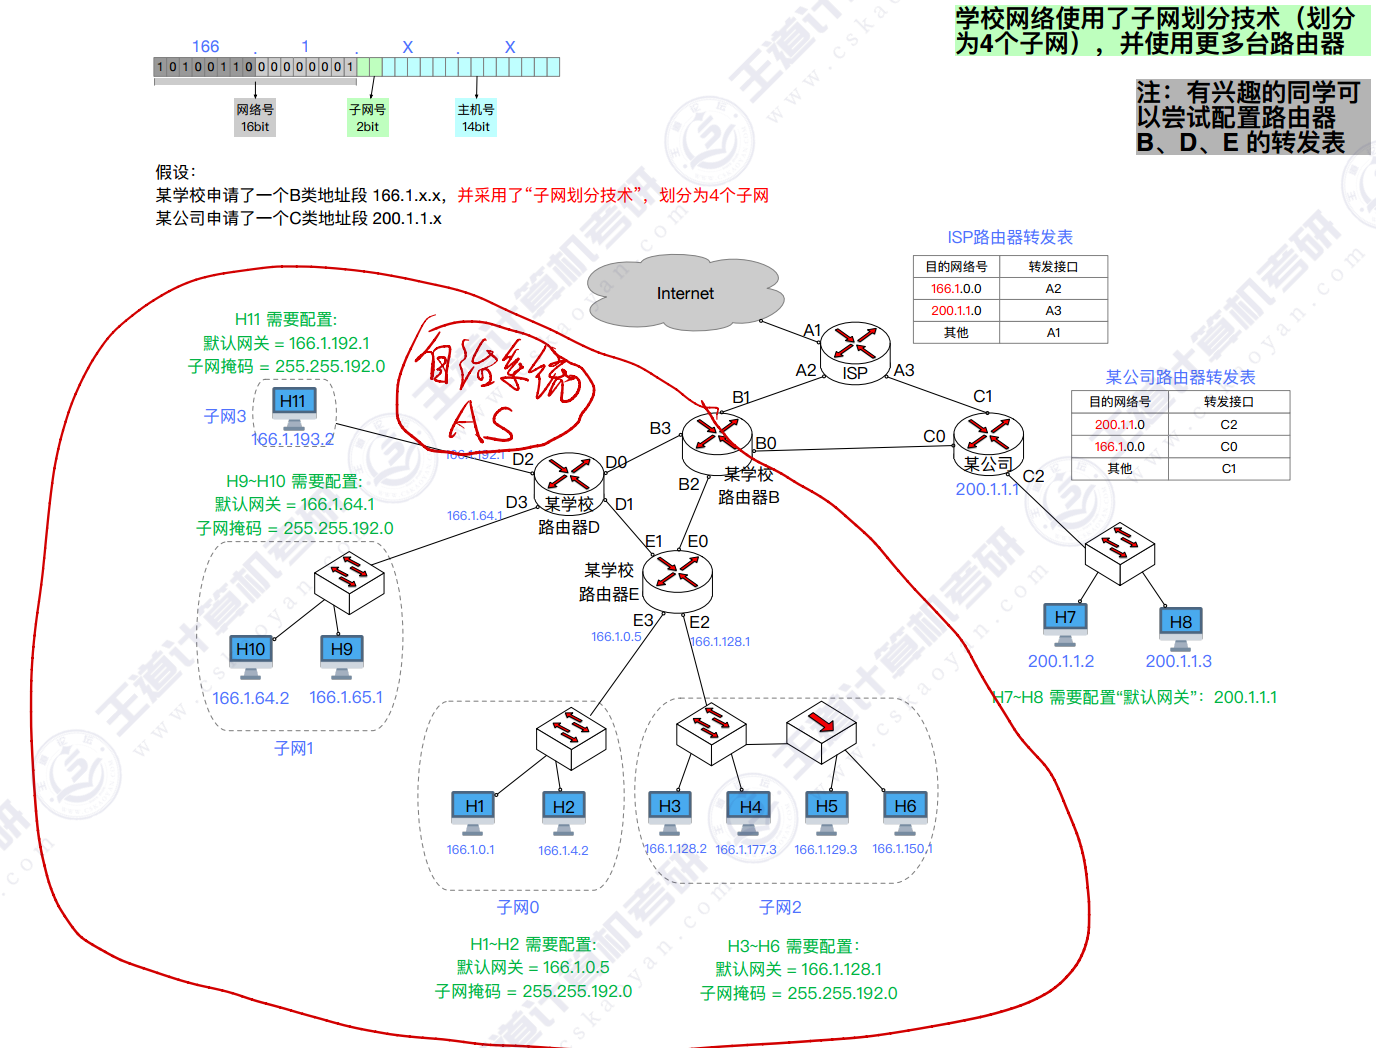 学校网络使用了子网划分技术（划分
为4个子网），并使用更多台路由器
注：有兴趣的同学可
以尝试配置路由器
B、D、E 的转发表
166 . 1 . X . X
1 0 1 0 0 1 1 0 0 0 0 0 0 0 0 1
网络号
16bit
子网号
2bit
主机号
14bit
假设：
某学校申请了一个B类地址段 166.1.x.x，并采用了“子网划分技术”，划分为4个子网
某公司申请了一个C类地址段 200.1.1.x
ISP路由器转发表
目的网络号 转发接口
166.1.0.0 A2
200.1.1.0 A3
其他 A1
Internet
A1
ISP
A2
A3
某公司路由器转发表
目的网络号 转发接口
200.1.1.0 C2
166.1.0.0 C0
其他 C1
H11 需要配置:
默认网关 = 166.1.192.1
子网掩码 = 255.255.192.0
自治系统
AS
H11
子网3
166.1.193.2
166.1.192.1
B1
B3
B0
B2
某学校
路由器B
C1
C0
某公司
200.1.1.1
C2
D2
D0
D3
D1
某学校
路由器D
H9~H10 需要配置:
默认网关 = 166.1.64.1
子网掩码 = 255.255.192.0
166.1.64.1
E1
E0
某学校
路由器E
E3
E2
166.1.0.5
166.1.128.1
H10
H9
166.1.64.2
166.1.65.1
子网1
H7
H8
200.1.1.2
200.1.1.3
H7~H8 需要配置“默认网关”：200.1.1.1
H1
H2
166.1.0.1
166.1.4.2
子网0
H3
H4
H5
H6
166.1.128.2
166.1.177.3
166.1.129.3
166.1.150.1
子网2
H1~H2 需要配置:
默认网关 = 166.1.0.5
子网掩码 = 255.255.192.0
H3~H6 需要配置：
默认网关 = 166.1.128.1
子网掩码 = 255.255.192.0
王道计算机考研
www.cskaoyan.com